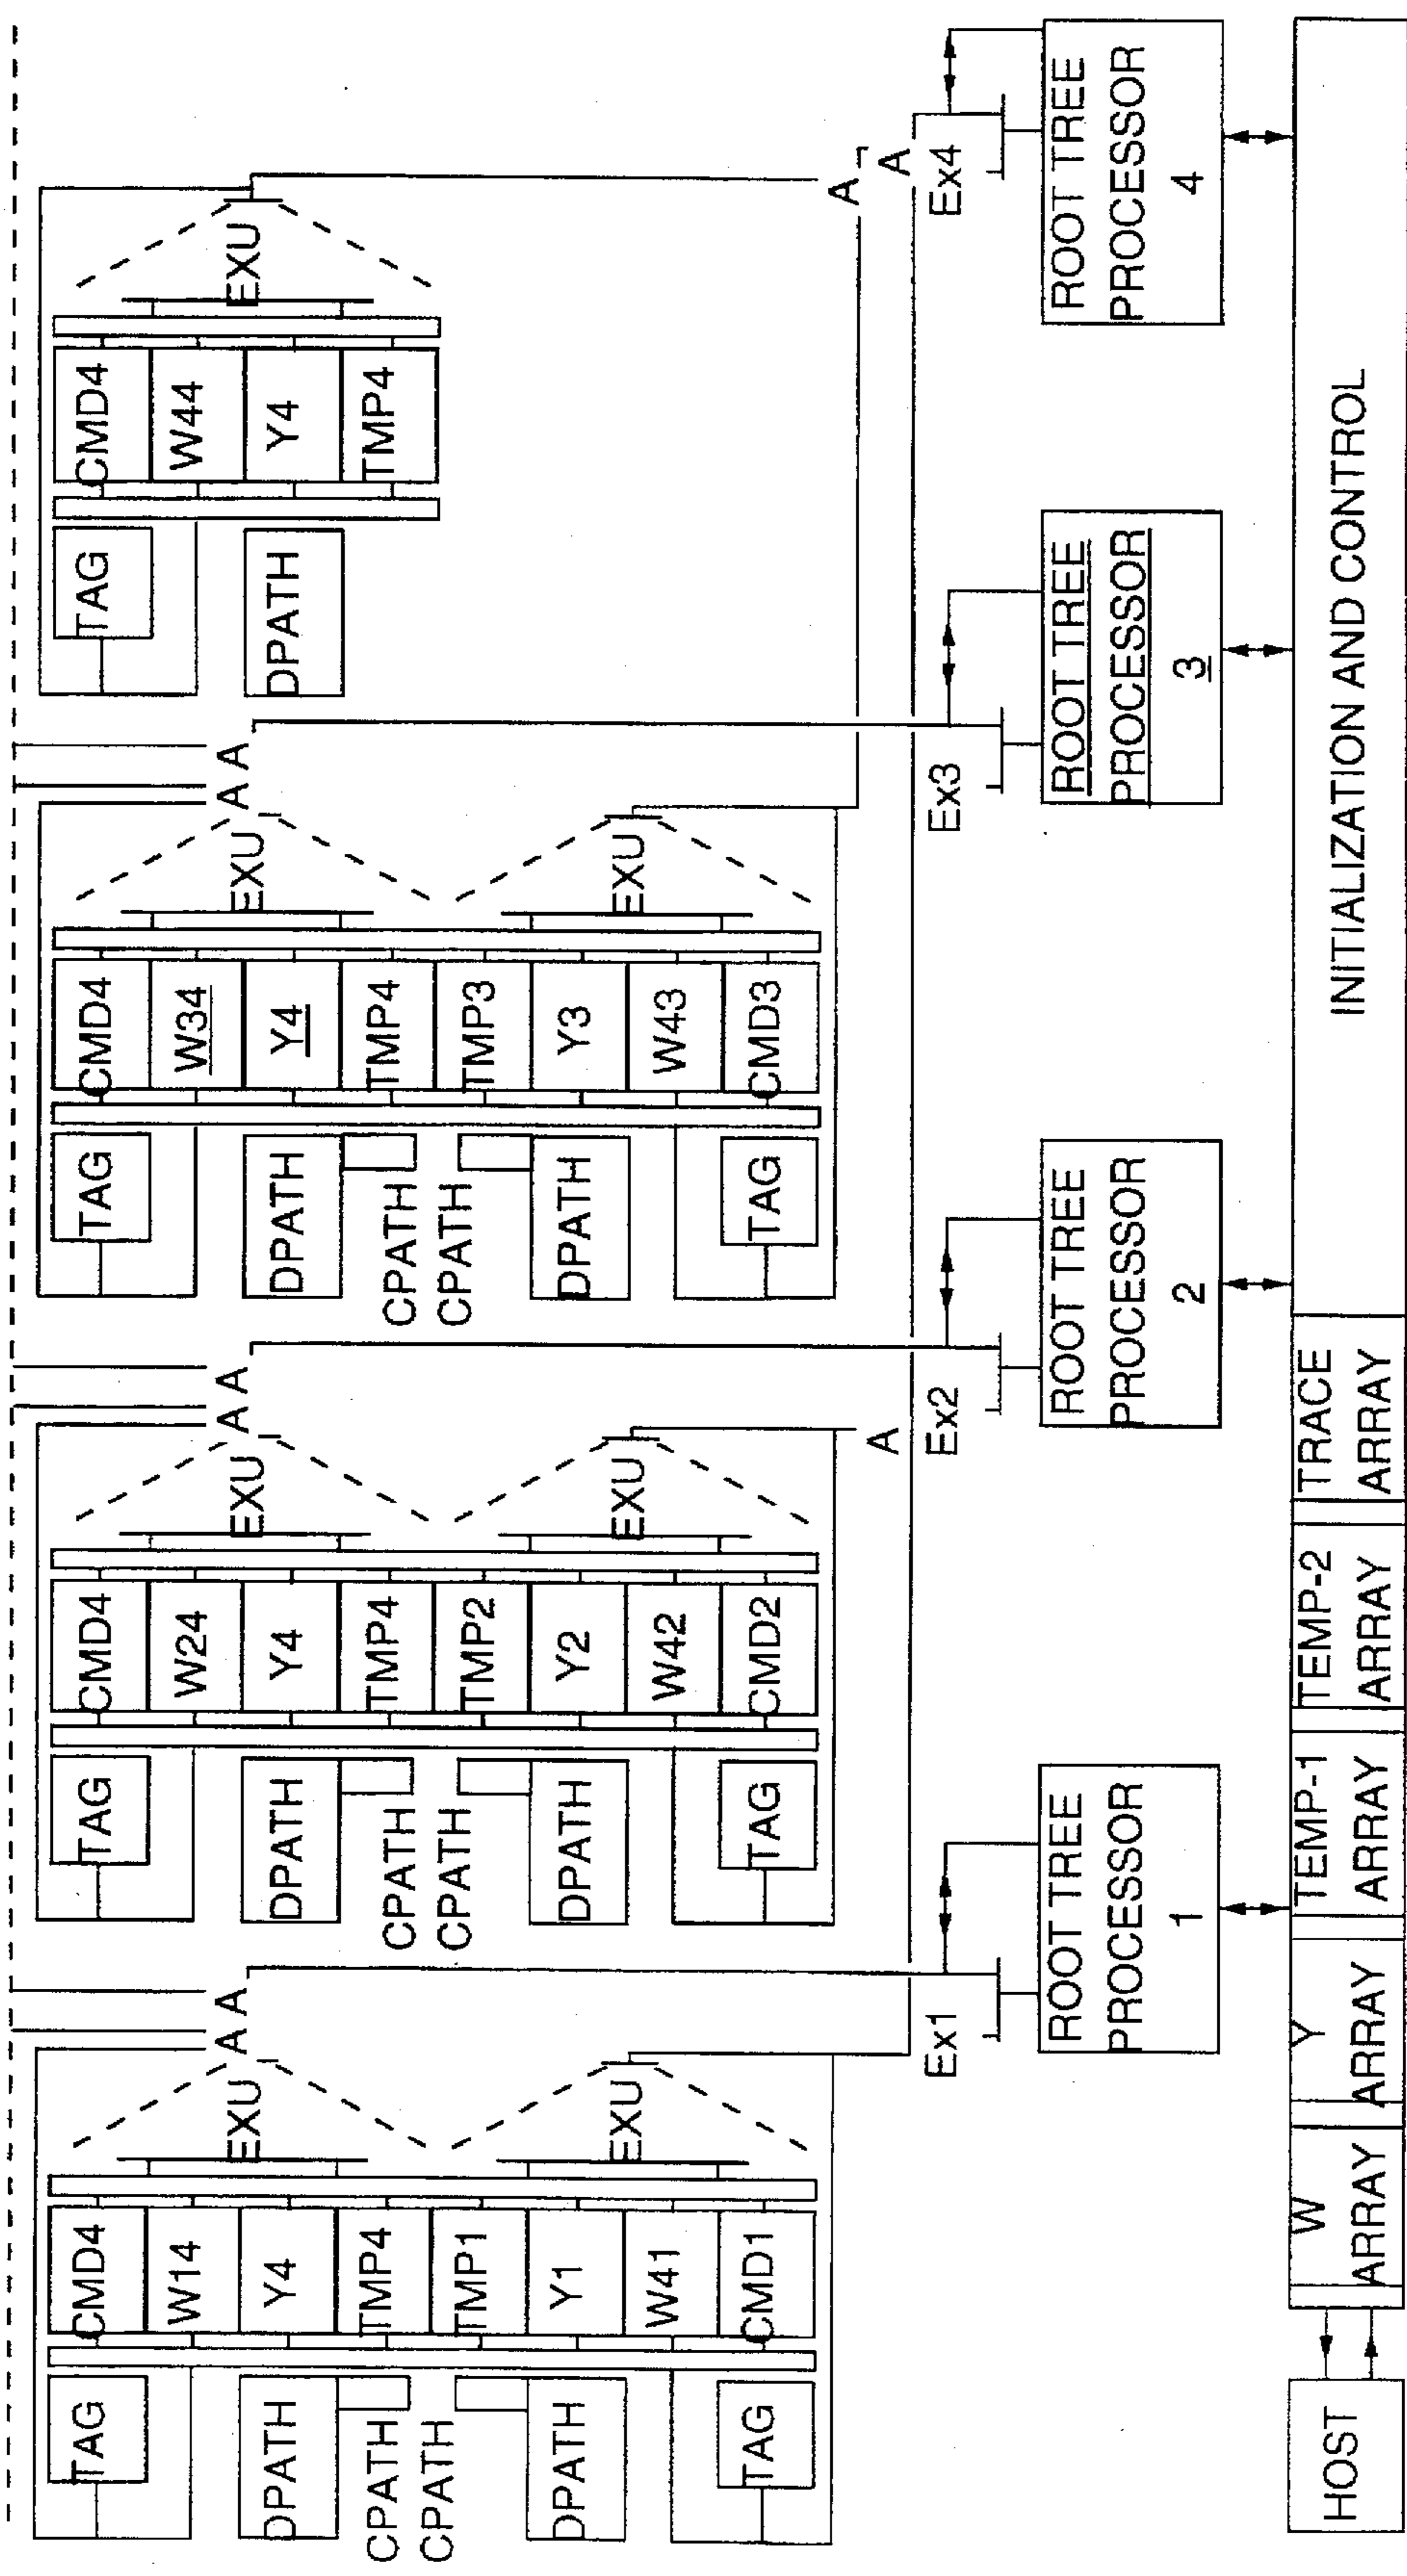 TAG
CMD4
W14
Y4
TMP4
TMP1
Y1
W41
CMD1
DPATH
CPATH
CPATH
DPATH
TAG
EXU
EXU
A A
TAG
CMD4
W24
Y4
TMP4
TMP2
Y2
W42
CMD2
DPATH
CPATH
CPATH
DPATH
TAG
EXU
EXU
A A
A
TAG
CMD4
W34
Y4
TMP4
TMP3
Y3
W43
CMD3
DPATH
CPATH
CPATH
DPATH
TAG
EXU
EXU
A A
TAG
CMD4
W44
Y4
TMP4
DPATH
EXU
A
A
Ex1
Ex2
Ex3
Ex4
ROOT TREE
PROCESSOR
1
ROOT TREE
PROCESSOR
2
ROOT TREE
PROCESSOR
3
ROOT TREE
PROCESSOR
4
HOST
W
ARRAY
Y
ARRAY
TEMP-1
ARRAY
TEMP-2
ARRAY
TRACE
ARRAY
INITIALIZATION AND CONTROL